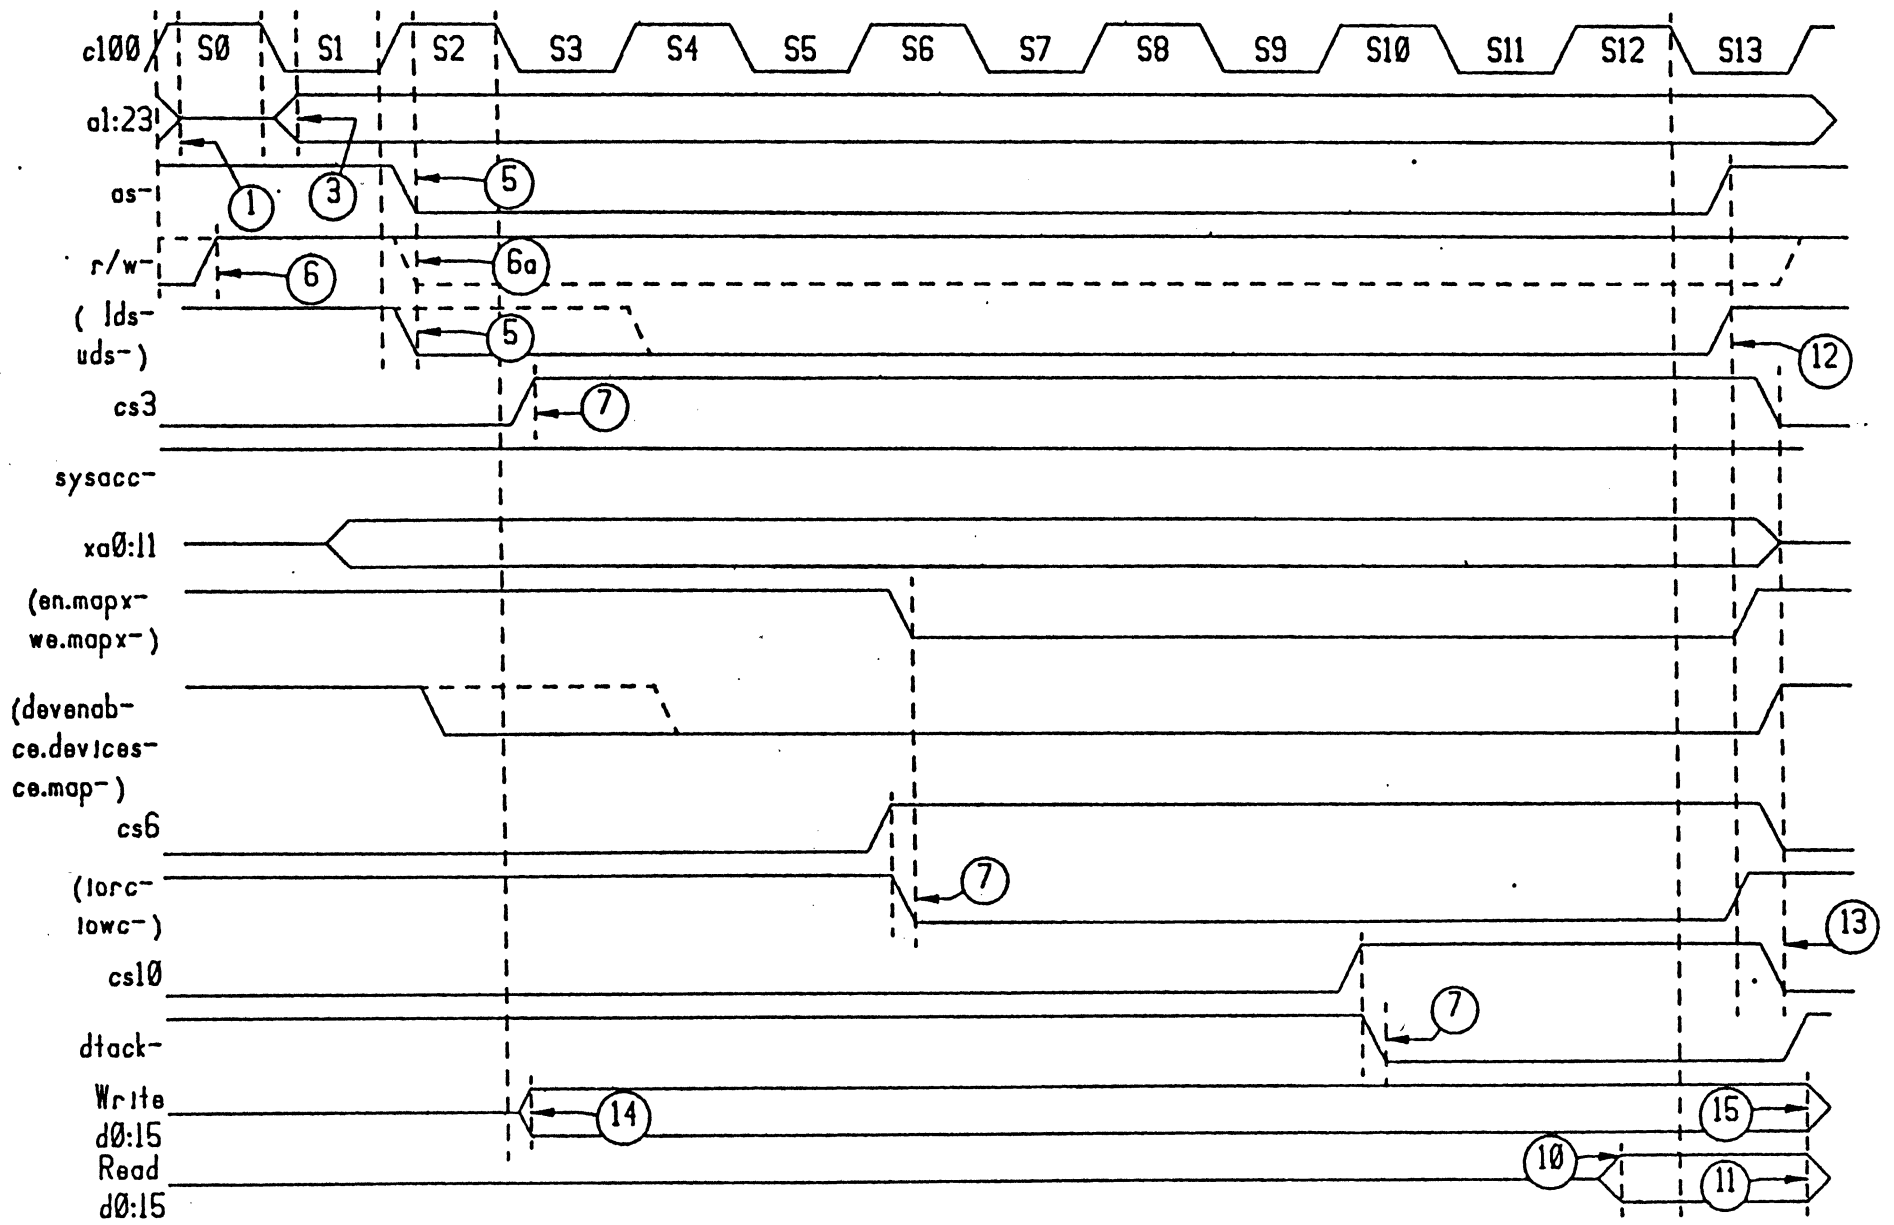 c100 S0 S1 S2 S3 S4 S5 S6 S7 S8 S9 S10 S11 S12 S13
a1:23
1 3 5
as-
r/w- 6 6a
( lds- 5
uds-) 12
cs3 7
sysacc-
xa0:11
(en.mapx-
we.mapx-)
(devenab-
ce.devices-
ce.map-)
cs6
(iorc- 7
iowc-) 13
cs10
7
dtack-
Write 14 15
d0:15
Read 10 11
d0:15